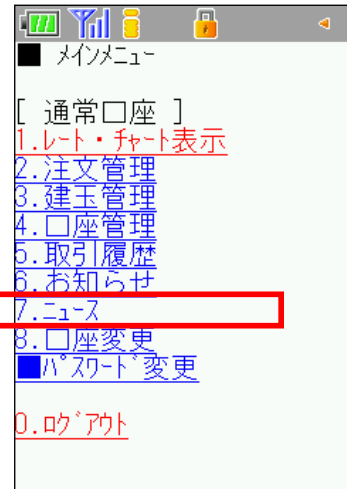 ■ ﾒｲﾝﾒﾆｭｰ
[ 通常口座 ]
1.ﾚｰﾄ・ﾁｬｰﾄ表示
2.注文管理
3.建玉管理
4.口座管理
5.取引履歴
6.お知らせ
7.ﾆｭｰｽ
8.口座変更
■ﾊﾟｽﾜｰﾄﾞ変更
0.ﾛｸﾞｱｳﾄ